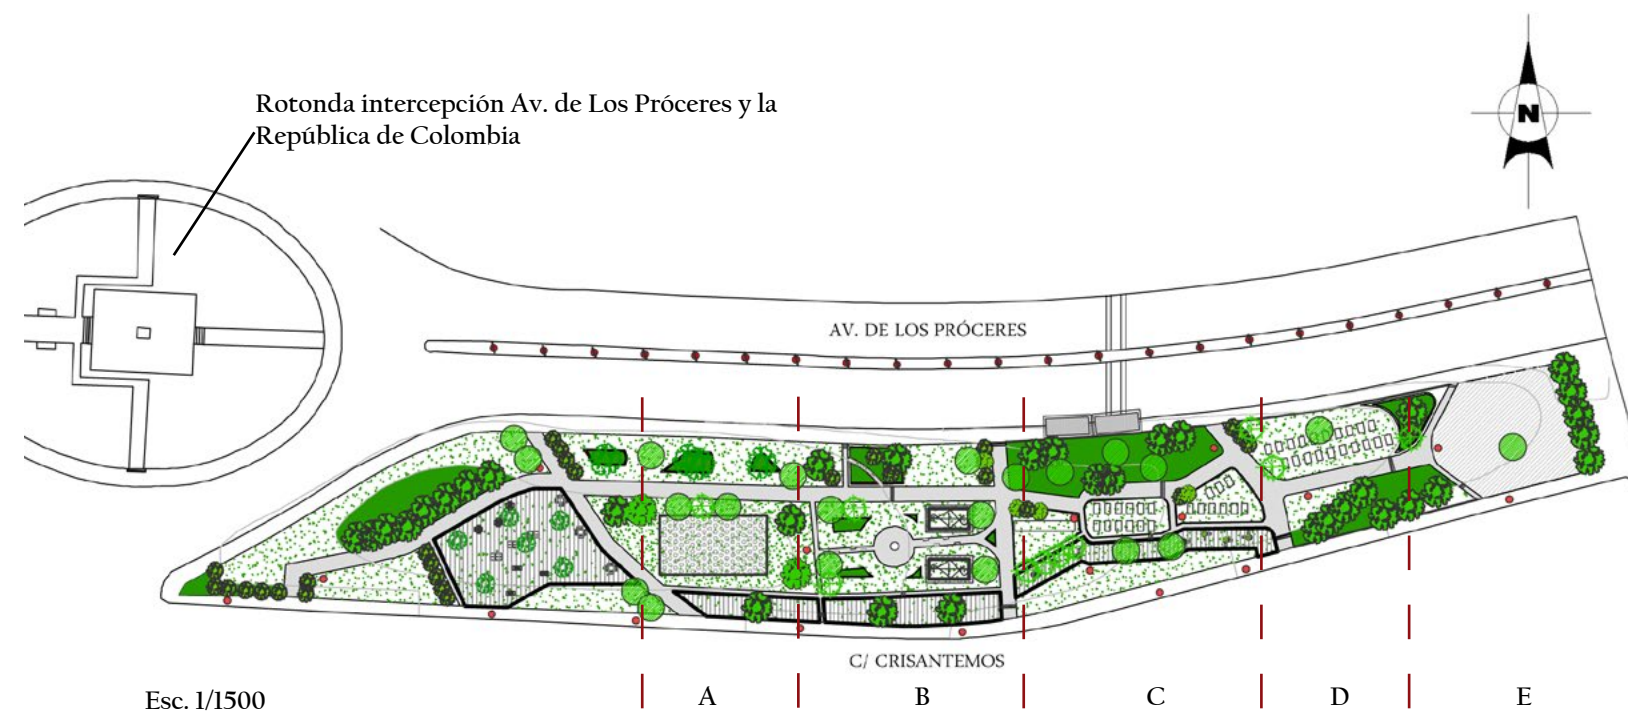 Rotonda intercepción Av. de Los Próceres y la
República de Colombia
N
AV. DE LOS PRÓCERES
C/ CRISANTEMOS
Esc. 1/1500
A
B
C
D
E